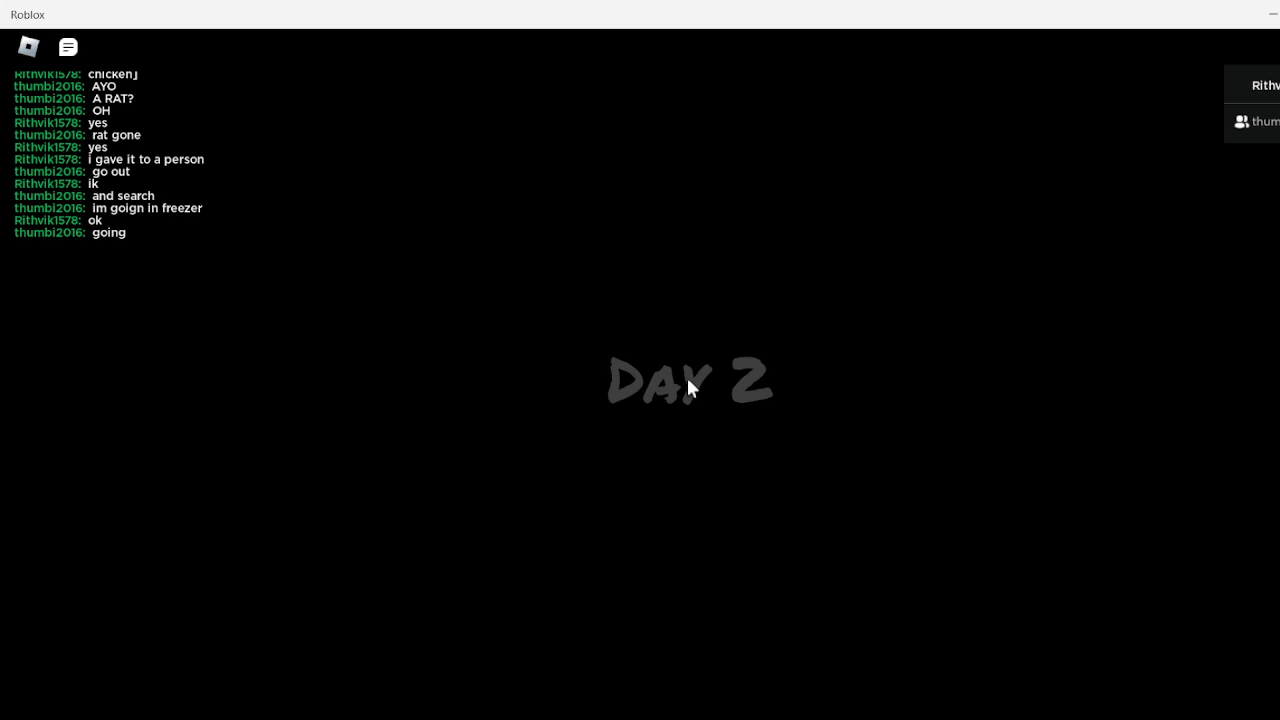 Roblox
Rithvik1578: chicken]
thumbi2016: AYO
thumbi2016: A RAT?
thumbi2016: OH
Rithvik1578: yes
thumbi2016: rat gone
Rithvik1578: yes
Rithvik1578: i gave it to a person
thumbi2016: go out
Rithvik1578: ik
thumbi2016: and search
thumbi2016: im goign in freezer
Rithvik1578: ok
thumbi2016: going
Rithv
thum
DAY 2